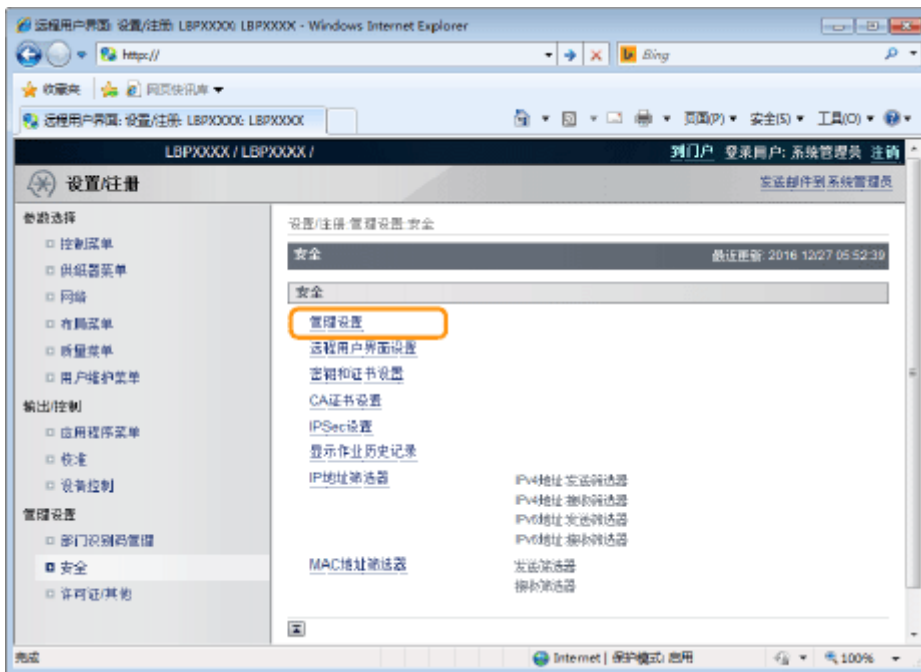 远程用户界面: 设置/注册: LBPXXXX: LBPXXXX - Windows Internet Explorer
http://
Bing
收藏夹 网页快讯库
远程用户界面: 设置/注册: LBPXXXX: LBPXXXX
页面(P) 安全(S) 工具(O)
LBPXXXX / LBPXXXX /
到门户 登录用户: 系统管理员 注销
设置/注册
发送邮件到系统管理员
参数选择
控制菜单
供纸器菜单
网络
布局菜单
质量菜单
用户维护菜单
输出/控制
应用程序菜单
校准
设备控制
管理设置
部门识别码管理
安全
许可证/其他
设置/注册:管理设置:安全
安全
最近更新: 2016 12/27 05:52:39
安全
管理设置
远程用户界面设置
密钥和证书设置
CA证书设置
IPSec设置
显示作业历史记录
IP地址筛选器
IPv4地址:发送筛选器
IPv4地址:接收筛选器
IPv6地址:发送筛选器
IPv6地址:接收筛选器
MAC地址筛选器
发送筛选器
接收筛选器
完成
Internet | 保护模式: 启用
100%